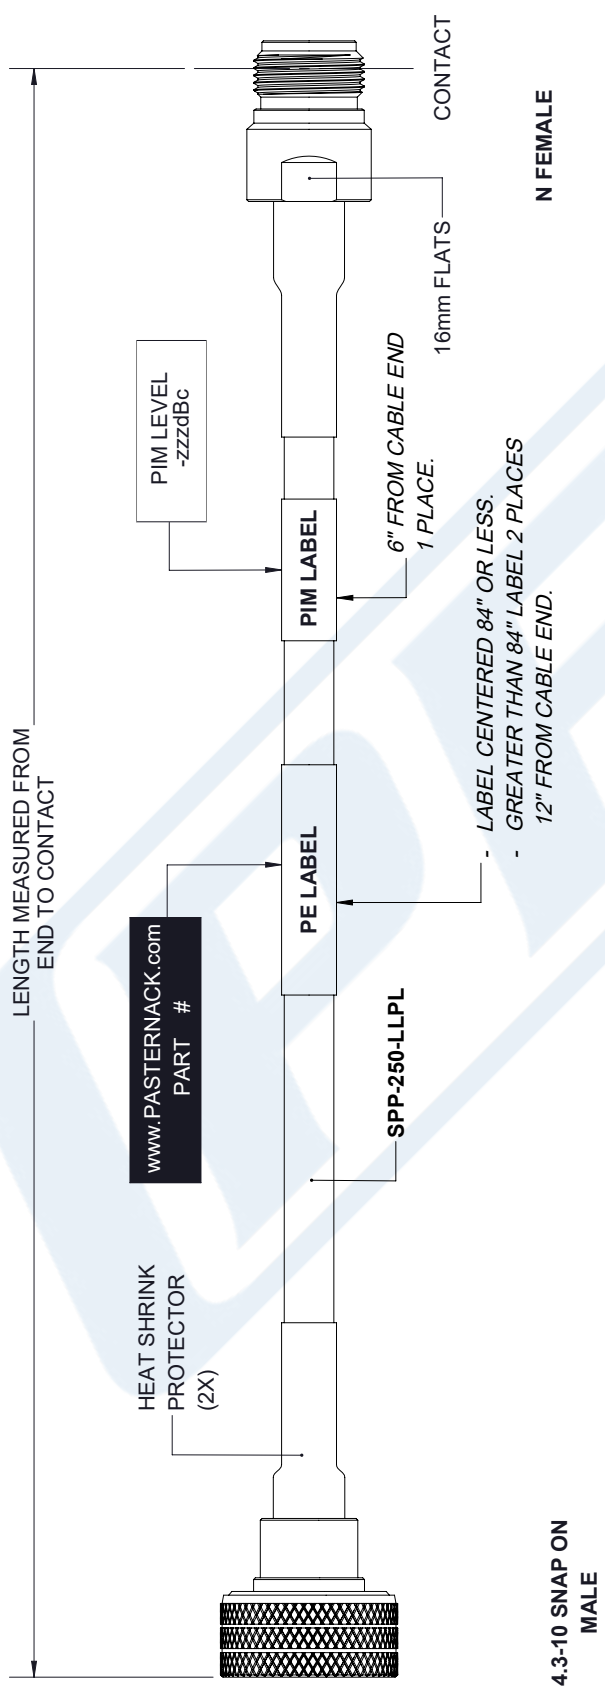 LENGTH MEASURED FROM
END TO CONTACT
HEAT SHRINK
PROTECTOR
(2X)
www.PASTERNACK.com
PART #
PIM LEVEL
-zzzdBc
PE LABEL
PIM LABEL
SPP-250-LLPL
6" FROM CABLE END
1 PLACE.
16mm FLATS
CONTACT
- LABEL CENTERED 84" OR LESS.
- GREATER THAN 84" LABEL 2 PLACES
12" FROM CABLE END.
4.3-10 SNAP ON
MALE
N FEMALE